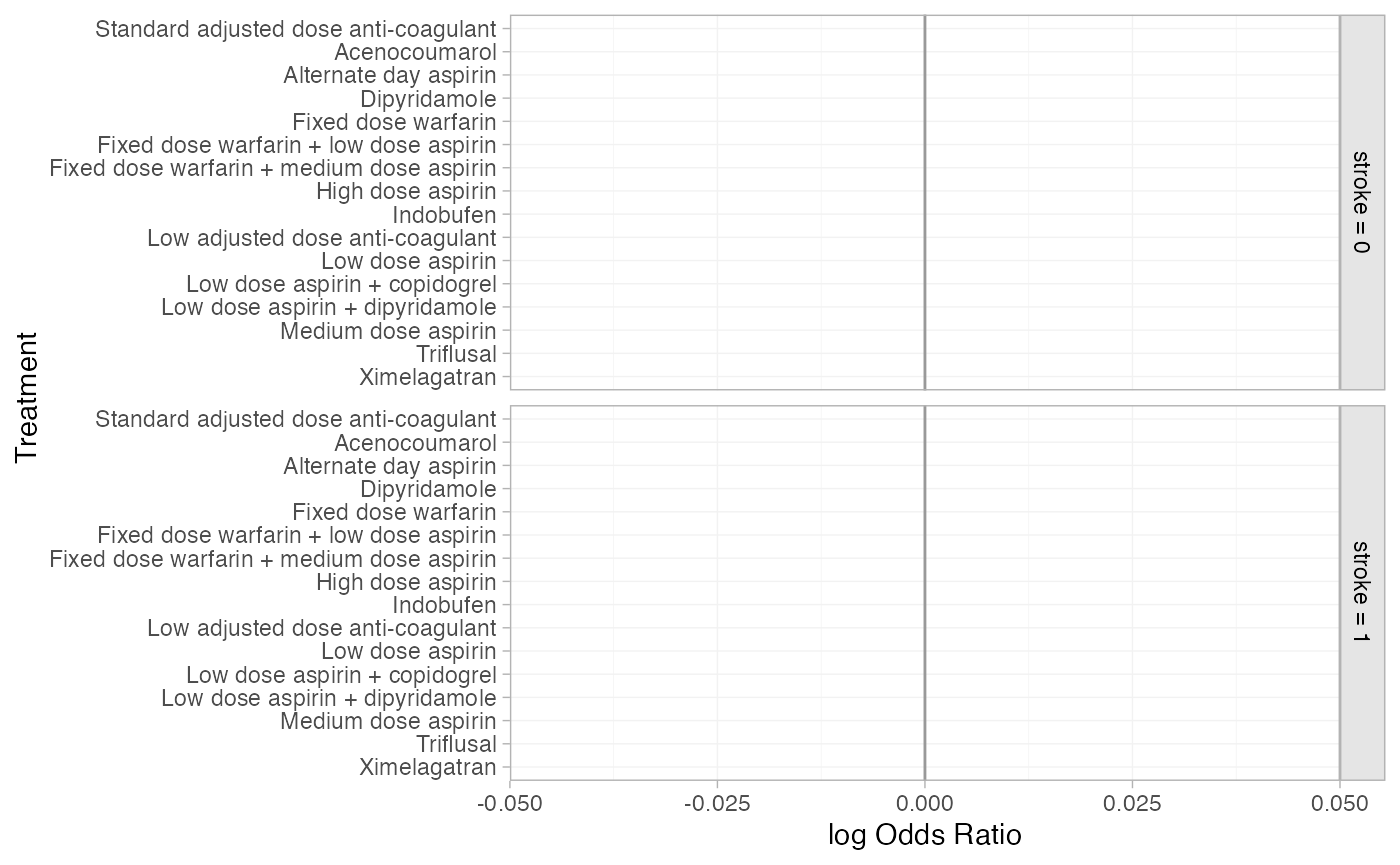 Standard adjusted dose anti-coagulant
Acenocoumarol
Alternate day aspirin
Dipyridamole
Fixed dose warfarin
Fixed dose warfarin + low dose aspirin
Fixed dose warfarin + medium dose aspirin
High dose aspirin
Indobufen
Low adjusted dose anti-coagulant
Low dose aspirin
Low dose aspirin + copidogrel
Low dose aspirin + dipyridamole
Medium dose aspirin
Triflusal
Ximelagatran
stroke = 0
Treatment
Standard adjusted dose anti-coagulant
Acenocoumarol
Alternate day aspirin
Dipyridamole
Fixed dose warfarin
Fixed dose warfarin + low dose aspirin
Fixed dose warfarin + medium dose aspirin
High dose aspirin
Indobufen
Low adjusted dose anti-coagulant
Low dose aspirin
Low dose aspirin + copidogrel
Low dose aspirin + dipyridamole
Medium dose aspirin
Triflusal
Ximelagatran
stroke = 1
-0.050 -0.025 0.000 0.025 0.050
log Odds Ratio